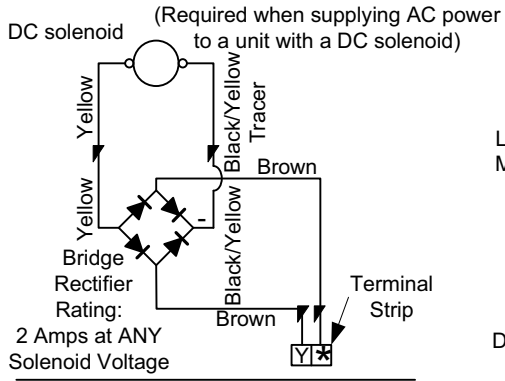 (Required when supplying AC power
to a unit with a DC solenoid)
DC solenoid
Yellow
Black/Yellow
Tracer
Brown
Yellow
-
Black/Yellow
Bridge
Rectifier
Rating:
2 Amps at ANY
Solenoid Voltage
Brown
Terminal
Strip
Y *
L
M
D